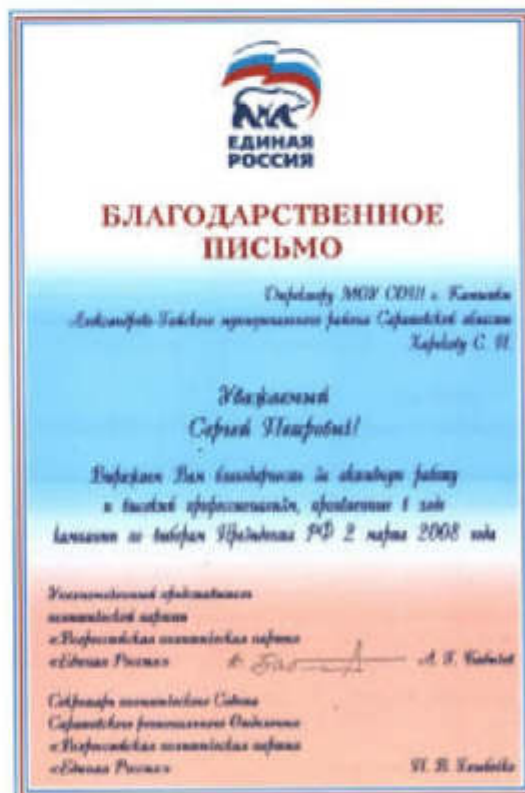 ЕДИНАЯ
РОССИЯ
БЛАГОДАРСТВЕННОЕ
ПИСЬМО
Директору МОУ СОШ с. Камышки
Александрово-Гайского муниципального района Саратовской области
С. П.
Уважаемый
Сергей Петрович!
Выражаем Вам благодарность за работу
и высокий профессионализм, проявленные в ходе
кампании по выборам Президента РФ 2 марта 2008 года
Уполномоченный представитель
политической партии
«Всероссийская политическая партия
«Единая Россия» А. Г.
Секретарь политического Совета
Саратовского регионального Отделения
«Всероссийская политическая партия
«Единая Россия» П. В.